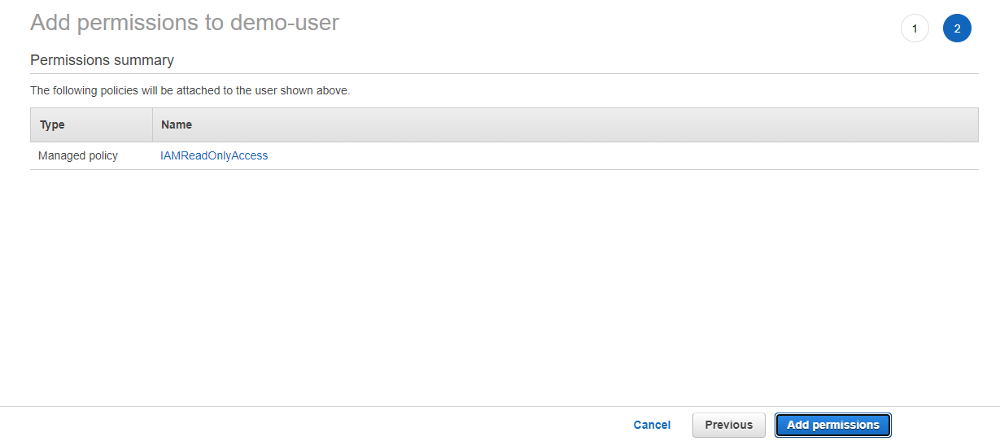 Add permissions to demo-user
1
2
Permissions summary
The following policies will be attached to the user shown above.
Type Name
Managed policy IAMReadOnlyAccess
Cancel Previous Add permissions